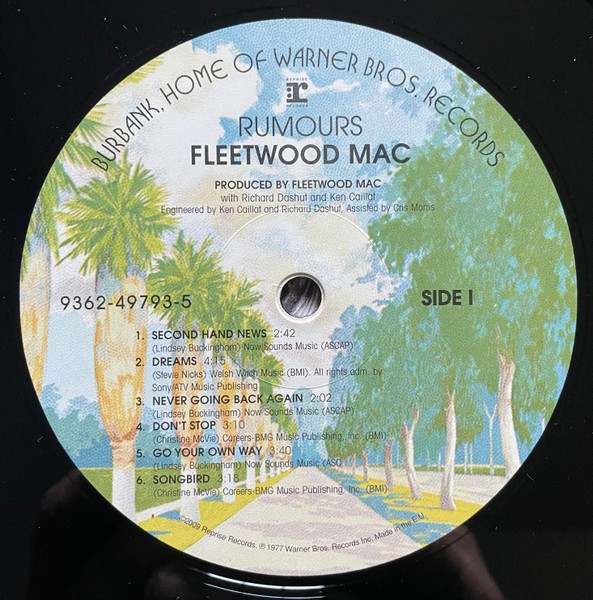 BURBANK, HOME OF WARNER BROS. RECORDS
REPRISE
r
RECORDS
RUMOURS
FLEETWOOD MAC
PRODUCED BY FLEETWOOD MAC
with Richard Dashut and Ken Caillat
Engineered by Ken Caillat and Richard Dashut, Assisted by Cris Morris
9362-49793-5
SIDE I
1. SECOND HAND NEWS 2:42
(Lindsey Buckingham) Now Sounds Music (ASCAP)
2. DREAMS 4:15
(Stevie Nicks) Welsh Witch Music (BMI). All rights adm. by
Sony/ATV Music Publishing
3. NEVER GOING BACK AGAIN 2:02
(Lindsey Buckingham) Now Sounds Music (ASCAP)
4. DON'T STOP 3:10
(Christine McVie) Careers-BMG Music Publishing, Inc. (BMI)
5. GO YOUR OWN WAY 3:40
(Lindsey Buckingham) Now Sounds Music (ASC
6. SONGBIRD 3:18
(Christine McVie) Careers-BMG Music Publishing, Inc. (BMI)
©2009 Reprise Records, ℗ 1977 Warner Bros. Records Inc. Made in the E.U.